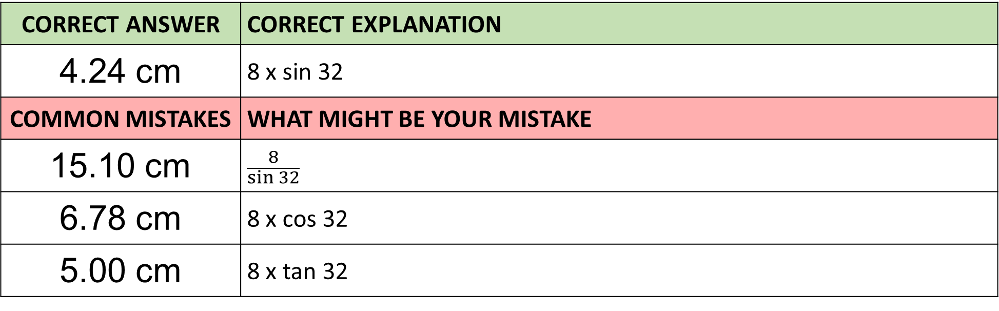 CORRECT ANSWER CORRECT EXPLANATION
4.24 cm 8 x sin 32
COMMON MISTAKES WHAT MIGHT BE YOUR MISTAKE
15.10 cm 8/sin 32
6.78 cm 8 x cos 32
5.00 cm 8 x tan 32